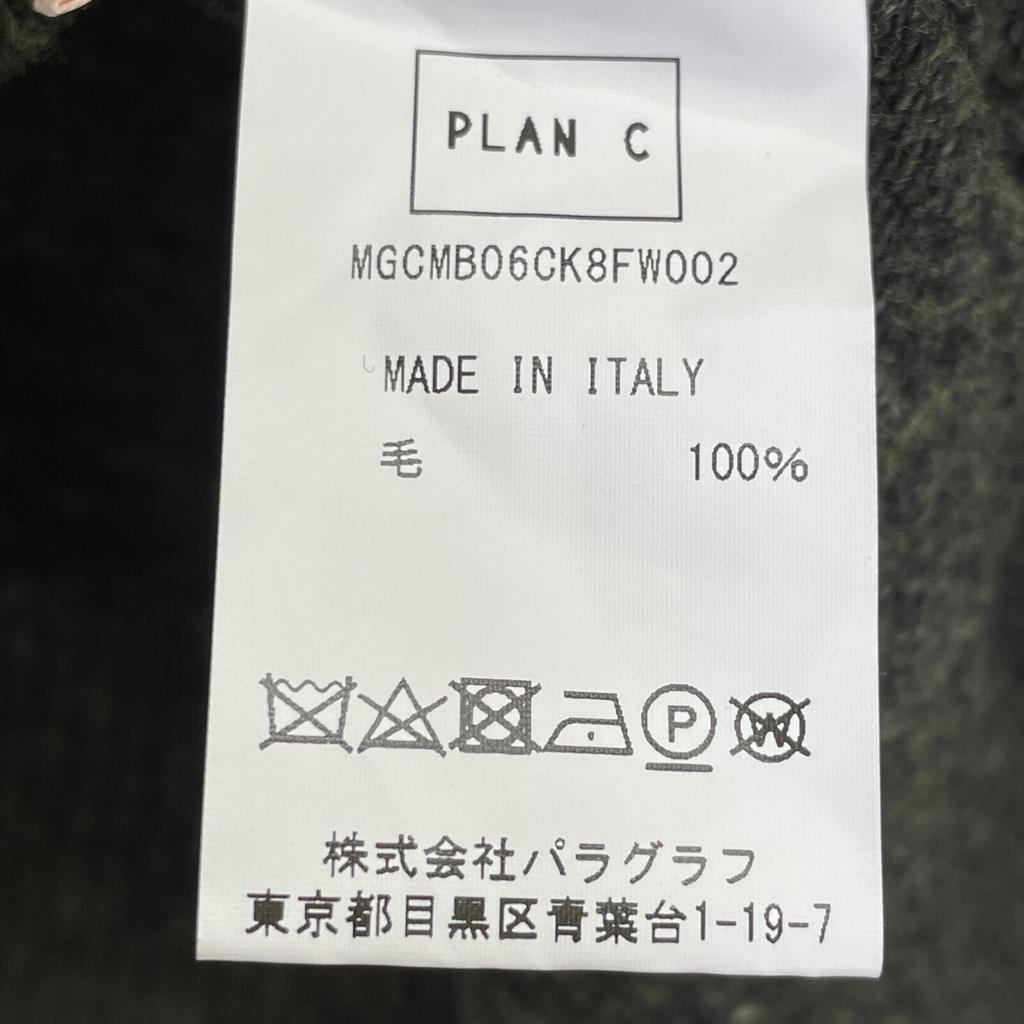 PLAN C
MGCMB06CK8FW002
MADE IN ITALY
毛 100%
P W
株式会社パラグラフ
東京都目黒区青葉台1-19-7